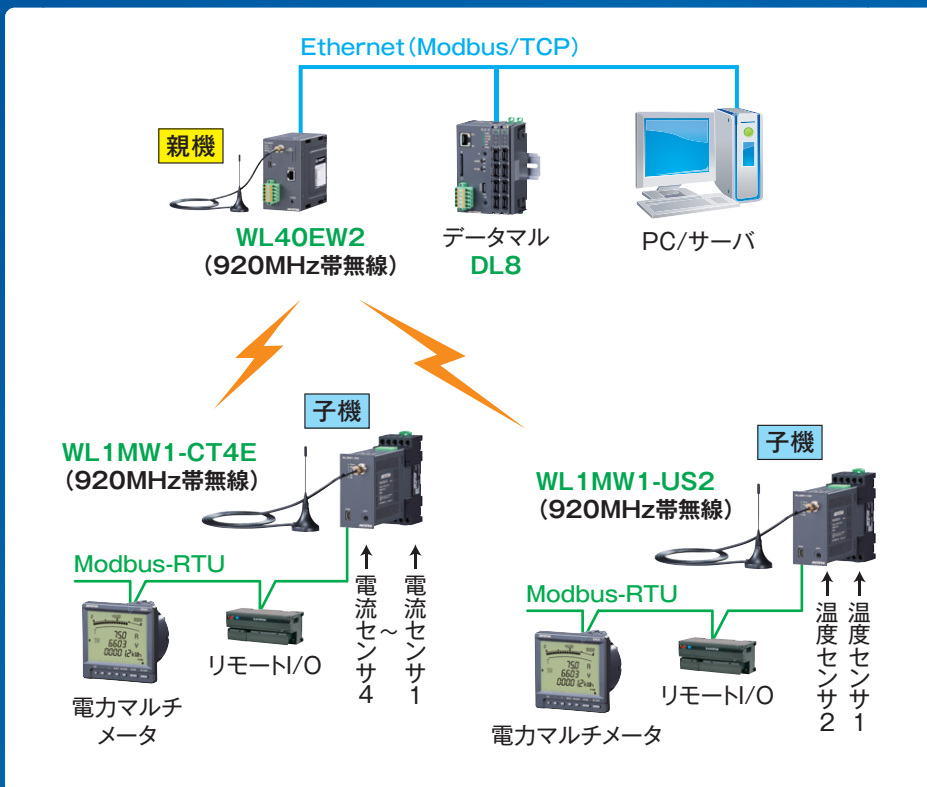 Ethernet(Modbus/TCP)
親機
WL40EW2
(920MHz帯無線)
データマル
DL8
PC/サーバ
子機
WL1MW1-CT4E
(920MHz帯無線)
Modbus-RTU
電力マルチ
メータ
リモートI/O
電流センサ4
～
電流センサ1
子機
WL1MW1-US2
(920MHz帯無線)
Modbus-RTU
電力マルチメータ
リモートI/O
温度センサ2
温度センサ1